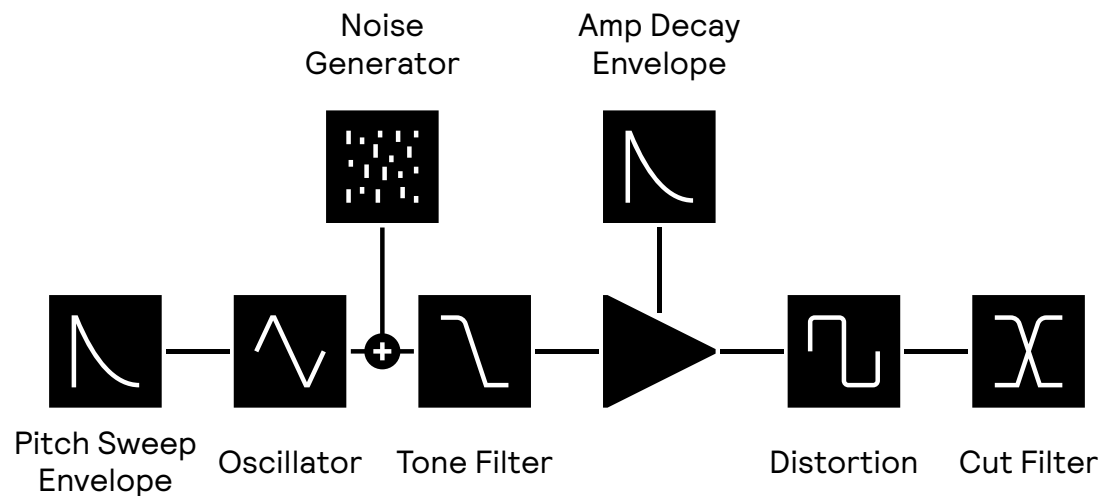 Noise
Generator
Amp Decay
Envelope
Pitch Sweep
Envelope
Oscillator
Tone Filter
Distortion
Cut Filter